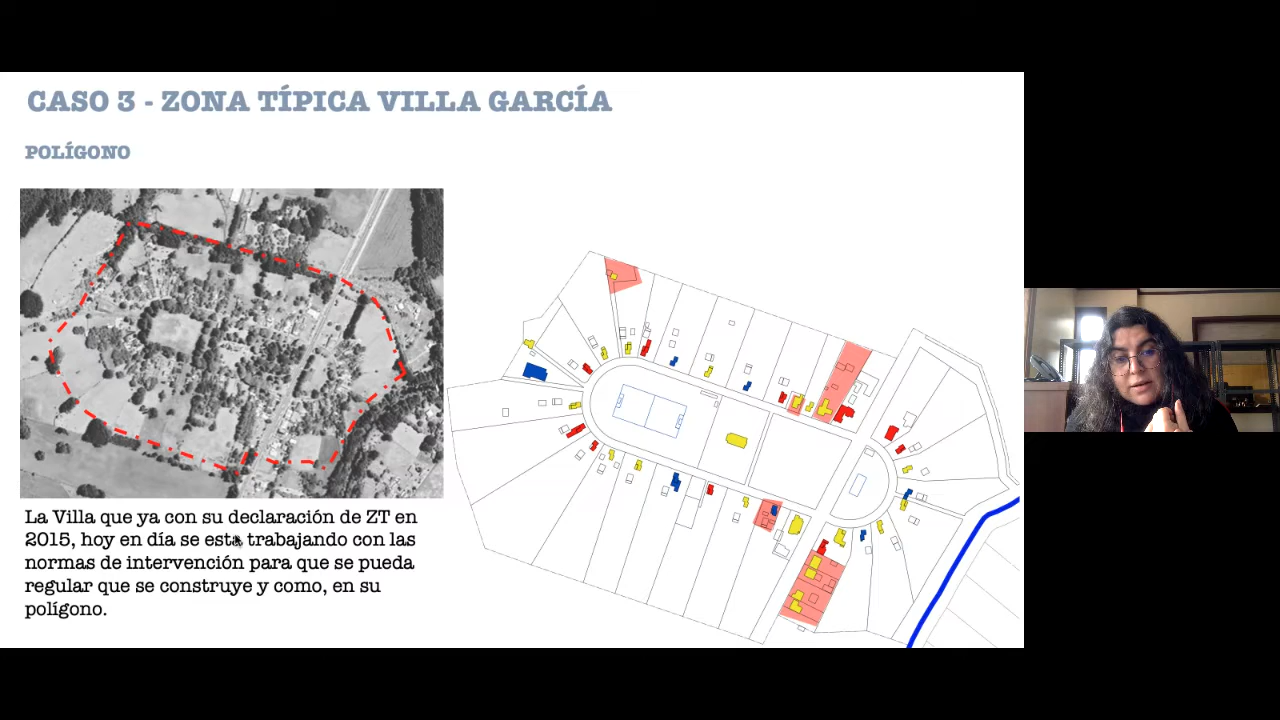 CASO 3 - ZONA TÍPICA VILLA GARCÍA
POLÍGONO
La Villa que ya con su declaración de ZT en
2015, hoy en día se esta trabajando con las
normas de intervención para que se pueda
regular que se construye y como, en su
polígono.